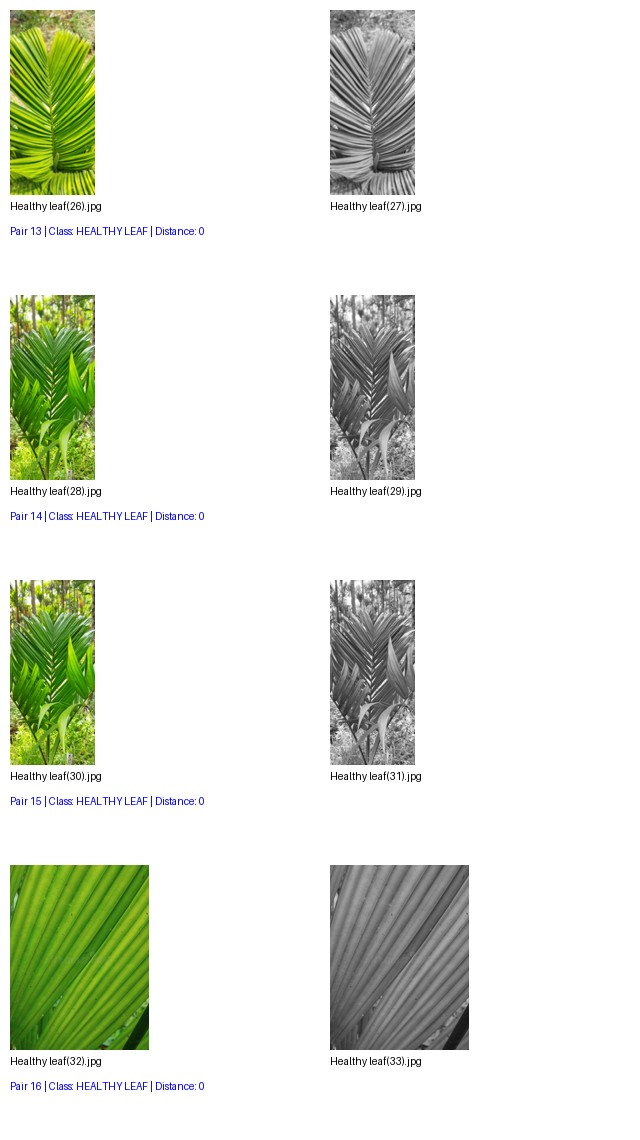 Healthy leaf(26).jpg
Healthy leaf(27).jpg
Pair 13 | Class: HEALTHY LEAF | Distance: 0
Healthy leaf(28).jpg
Healthy leaf(29).jpg
Pair 14 | Class: HEALTHY LEAF | Distance: 0
Healthy leaf(30).jpg
Healthy leaf(31).jpg
Pair 15 | Class: HEALTHY LEAF | Distance: 0
Healthy leaf(32).jpg
Healthy leaf(33).jpg
Pair 16 | Class: HEALTHY LEAF | Distance: 0